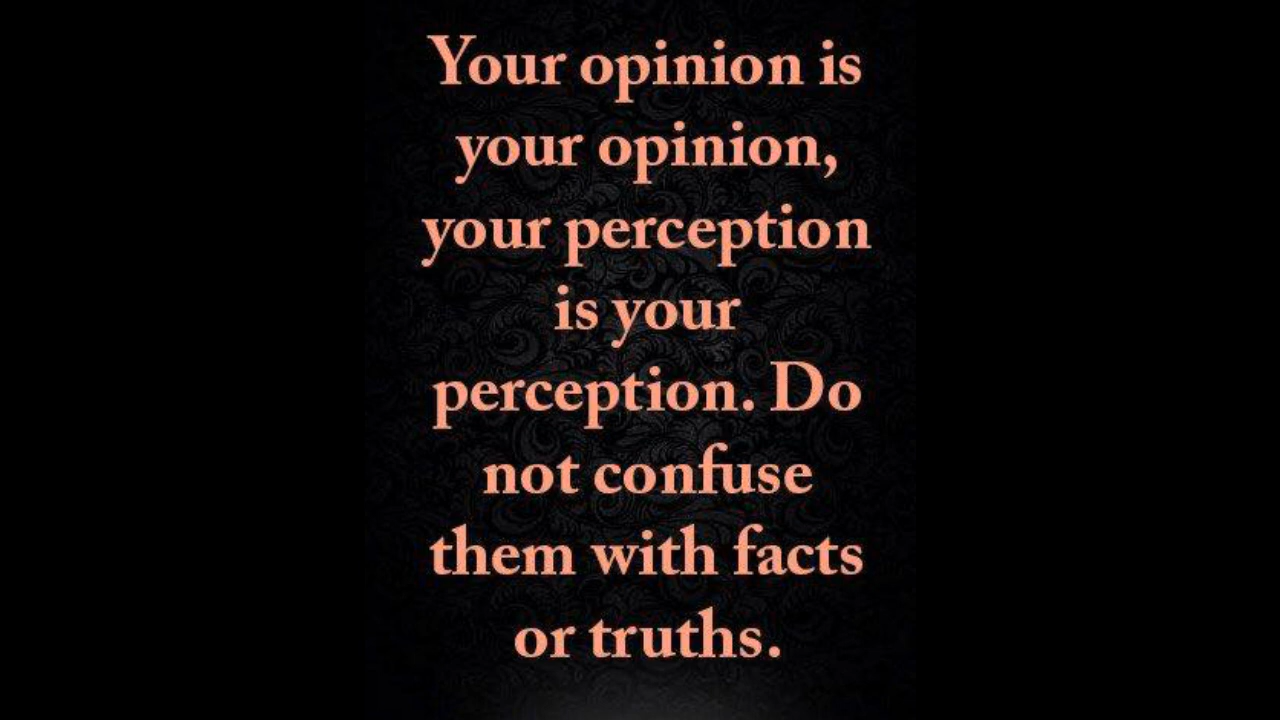 Your opinion is
your opinion,
your perception
is your
perception. Do
not confuse
them with facts
or truths.